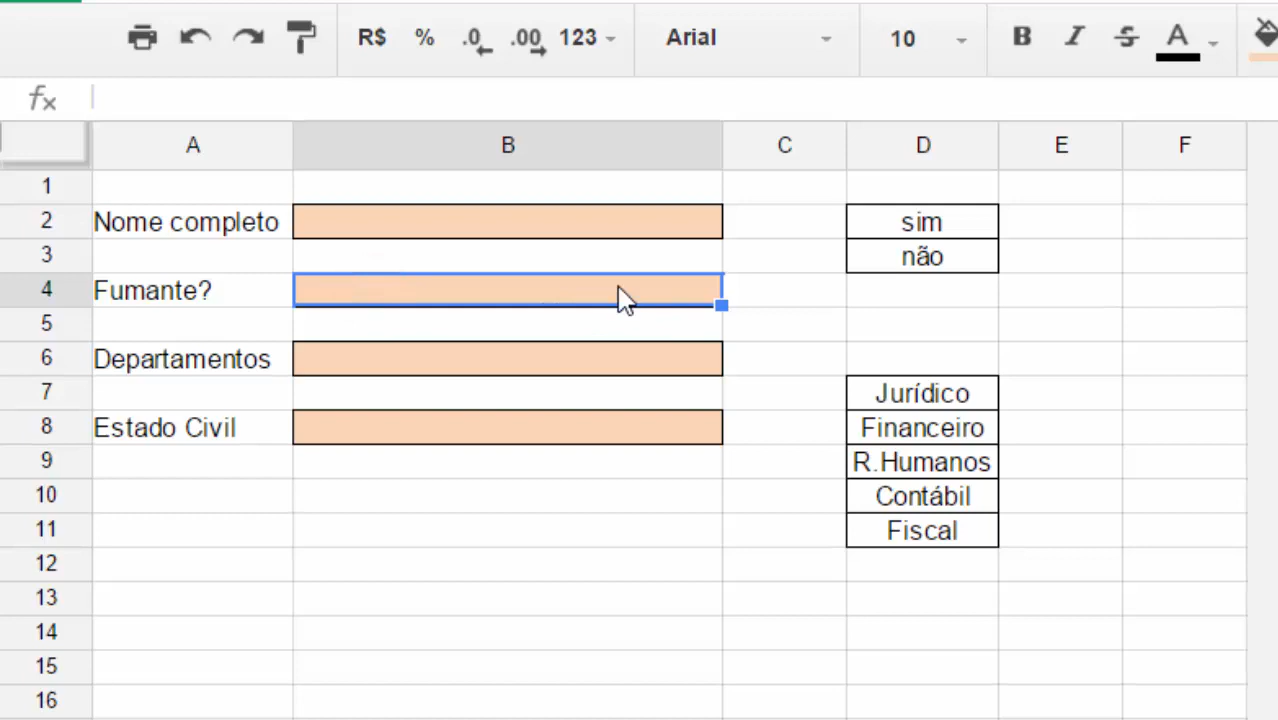 R$ % .0 .00 123 Arial 10 B I S A
fx
A B C D E F
1
2 Nome completo sim
3 não
4 Fumante?
5
6 Departamentos
7 Jurídico
8 Estado Civil Financeiro
9 R.Humanos
10 Contábil
11 Fiscal
12
13
14
15
16